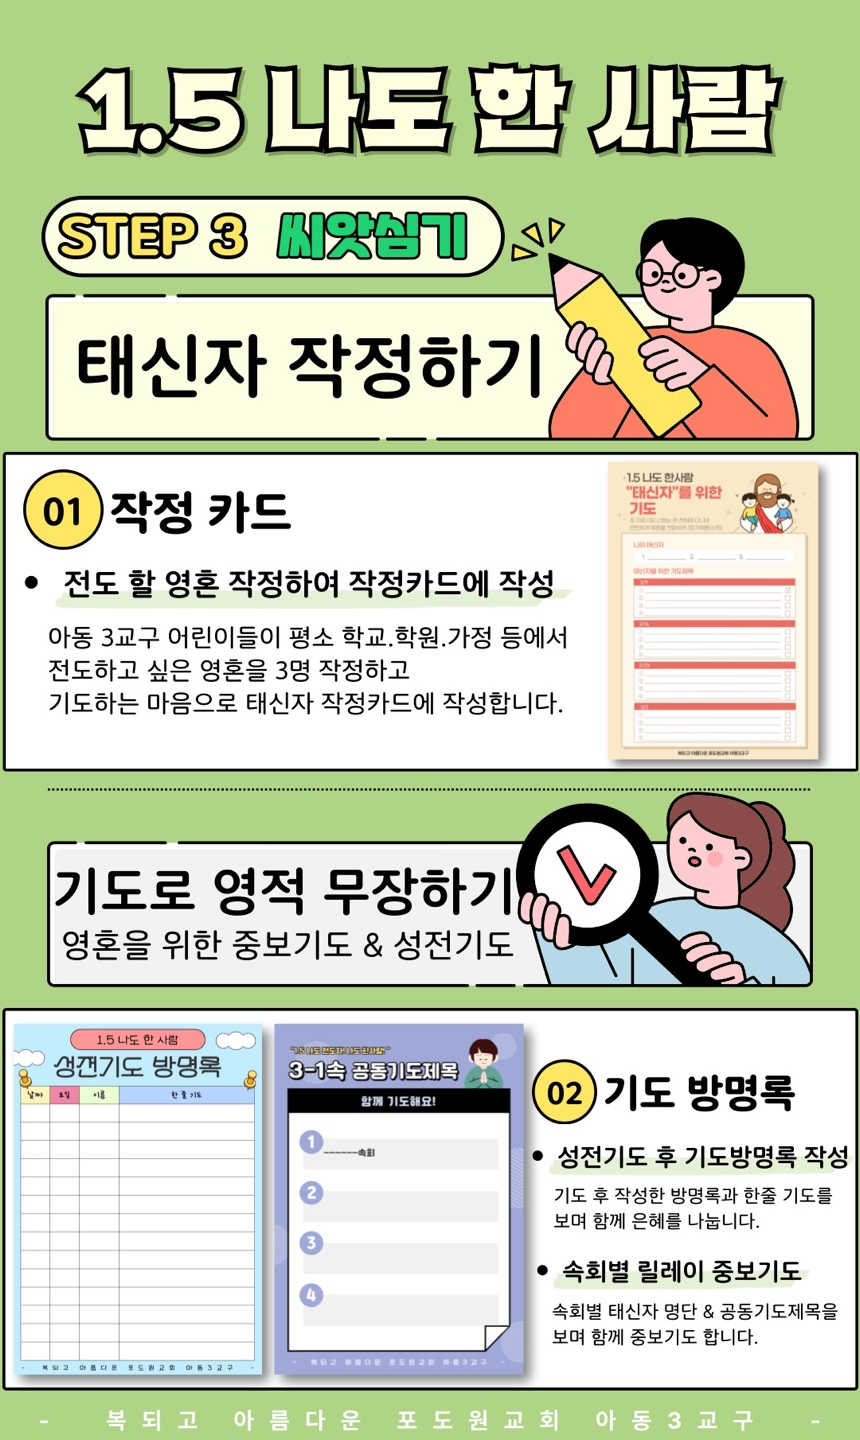 1.5 나도 한 사람
STEP 3 씨앗심기
태신자 작정하기
01 작정 카드
• 전도 할 영혼 작정하여 작정카드에 작성
아동 3교구 어린이들이 평소 학교.학원.가정 등에서
전도하고 싶은 영혼을 3명 작정하고
기도하는 마음으로 태신자 작정카드에 작성합니다.
1.5 나도 한사람
"태신자"를 위한
기도
나의 태신자
1. 2. 3.
태신자를 위한 기도제목
복되고 아름다운 포도원교회 아동3교구
기도로 영적 무장하기
영혼을 위한 중보기도 & 성전기도
1.5 나도 한 사람
성전기도 방명록
날짜 요일 이름 한 줄 기도
- 복되고 아름다운 포도원교회 아동3교구 -
"1.5 나도 전도자! 나도 한사람!"
3-1속 공동기도제목
함께 기도해요!
1 ------속회
2
3
4
- 복되고 아름다운 포도원교회 아동3교구 -
02 기도 방명록
• 성전기도 후 기도방명록 작성
기도 후 작성한 방명록과 한줄 기도를
보며 함께 은혜를 나눕니다.
• 속회별 릴레이 중보기도
속회별 태신자 명단 & 공동기도제목을
보며 함께 중보기도 합니다.
- 복되고 아름다운 포도원교회 아동3교구 -